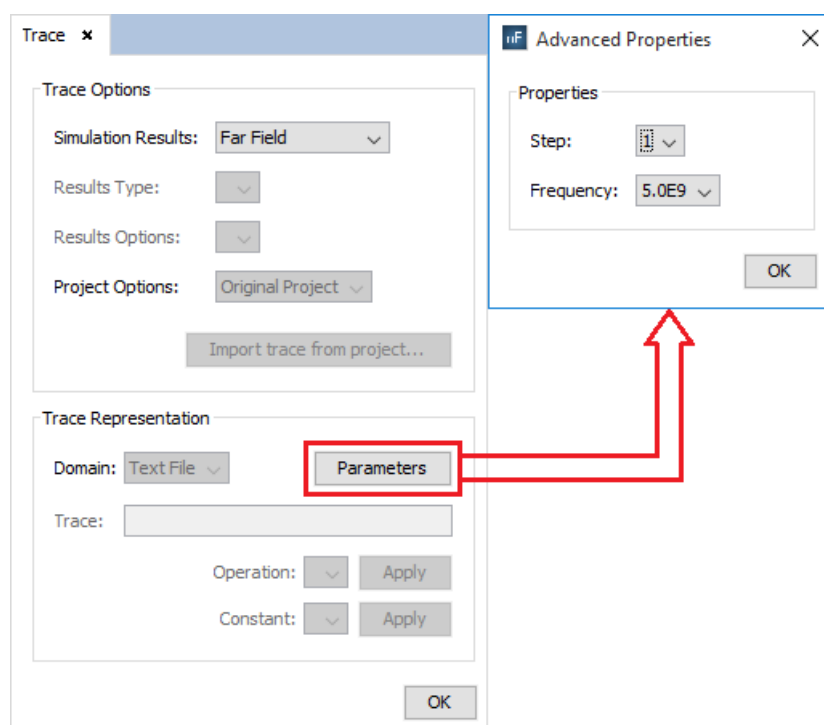 Trace ×
Trace Options
Simulation Results: Far Field
Results Type:
Results Options:
Project Options: Original Project
Import trace from project...
Trace Representation
Domain: Text File Parameters
Trace:
Operation: Apply
Constant: Apply
OK
nF Advanced Properties
Properties
Step: 1
Frequency: 5.0E9
OK